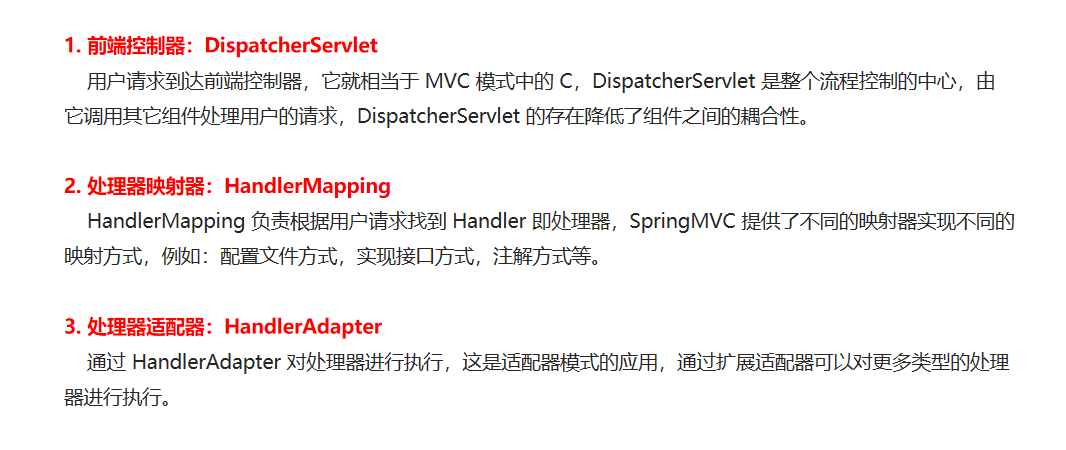 1. 前端控制器：DispatcherServlet
用户请求到达前端控制器，它就相当于 MVC 模式中的 C，DispatcherServlet 是整个流程控制的中心，由
它调用其它组件处理用户的请求，DispatcherServlet 的存在降低了组件之间的耦合性。
2. 处理器映射器：HandlerMapping
HandlerMapping 负责根据用户请求找到 Handler 即处理器，SpringMVC 提供了不同的映射器实现不同的
映射方式，例如：配置文件方式，实现接口方式，注解方式等。
3. 处理器适配器：HandlerAdapter
通过 HandlerAdapter 对处理器进行执行，这是适配器模式的应用，通过扩展适配器可以对更多类型的处理
器进行执行。